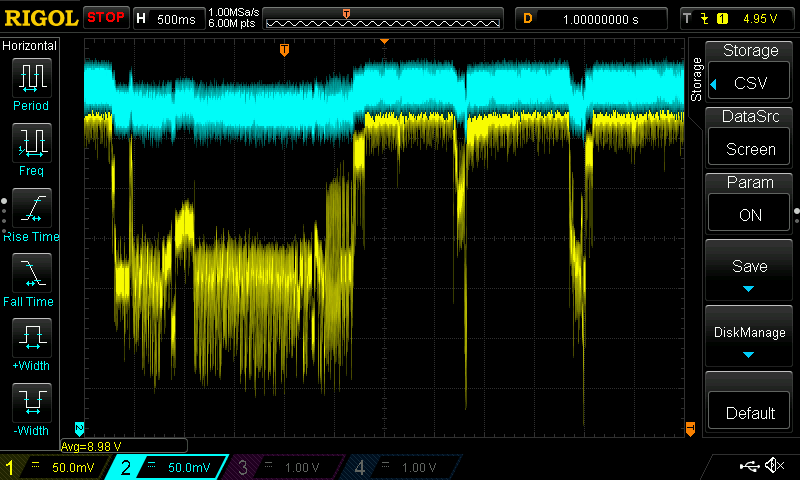 RIGOL STOP H 500ms 1.00MSa/s 6.00M pts T D 1.00000000 s T 1 4.95 V
Horizontal
Period
Freq
Rise Time
Fall Time
+Width
-Width
T
2
T
Avg=8.98 V
Storage
Storage
CSV
DataSrc
Screen
Param
ON
Save
DiskManage
Default
1 50.0mV 2 50.0mV 3 1.00 V 4 1.00 V